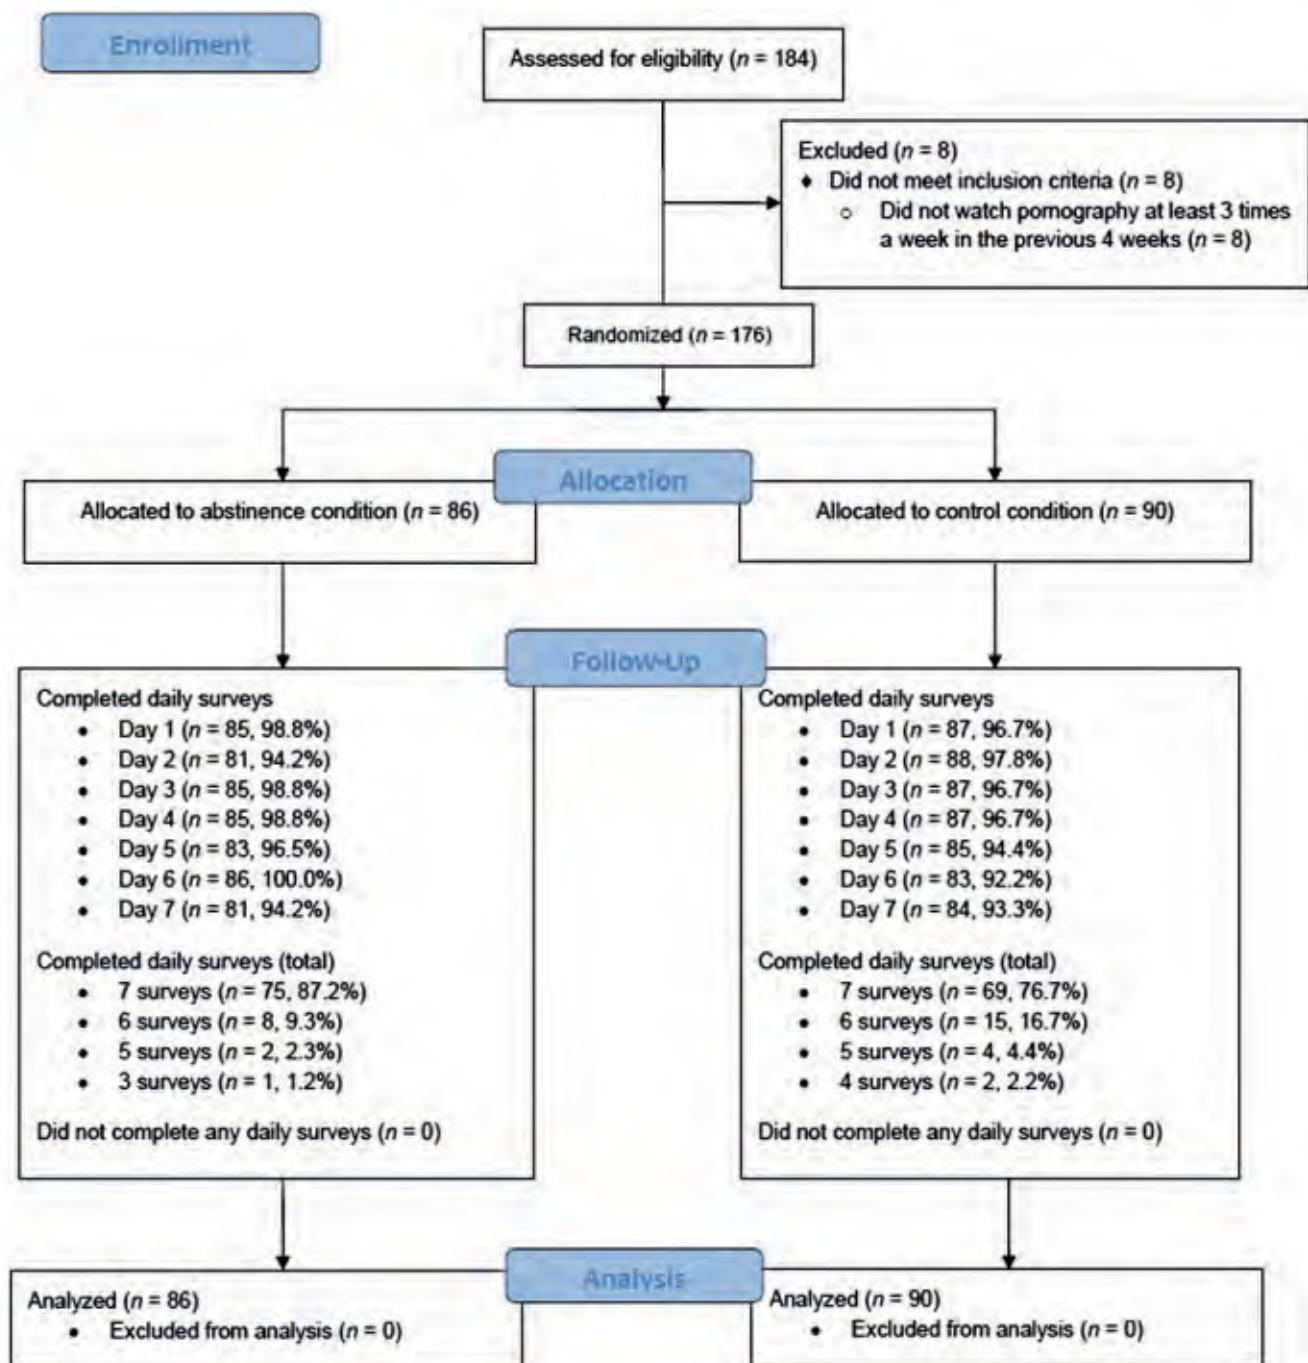 Enrollment
Assessed for eligibility (n = 184)
Excluded (n = 8)
♦ Did not meet inclusion criteria (n = 8)
○ Did not watch pornography at least 3 times
a week in the previous 4 weeks (n = 8)
Randomized (n = 176)
Allocation
Allocated to abstinence condition (n = 86)
Allocated to control condition (n = 90)
Follow-Up
Completed daily surveys
• Day 1 (n = 85, 98.8%)
• Day 2 (n = 81, 94.2%)
• Day 3 (n = 85, 98.8%)
• Day 4 (n = 85, 98.8%)
• Day 5 (n = 83, 96.5%)
• Day 6 (n = 86, 100.0%)
• Day 7 (n = 81, 94.2%)
Completed daily surveys (total)
• 7 surveys (n = 75, 87.2%)
• 6 surveys (n = 8, 9.3%)
• 5 surveys (n = 2, 2.3%)
• 3 surveys (n = 1, 1.2%)
Did not complete any daily surveys (n = 0)
Completed daily surveys
• Day 1 (n = 87, 96.7%)
• Day 2 (n = 88, 97.8%)
• Day 3 (n = 87, 96.7%)
• Day 4 (n = 87, 96.7%)
• Day 5 (n = 85, 94.4%)
• Day 6 (n = 83, 92.2%)
• Day 7 (n = 84, 93.3%)
Completed daily surveys (total)
• 7 surveys (n = 69, 76.7%)
• 6 surveys (n = 15, 16.7%)
• 5 surveys (n = 4, 4.4%)
• 4 surveys (n = 2, 2.2%)
Did not complete any daily surveys (n = 0)
Analysis
Analyzed (n = 86)
• Excluded from analysis (n = 0)
Analyzed (n = 90)
• Excluded from analysis (n = 0)